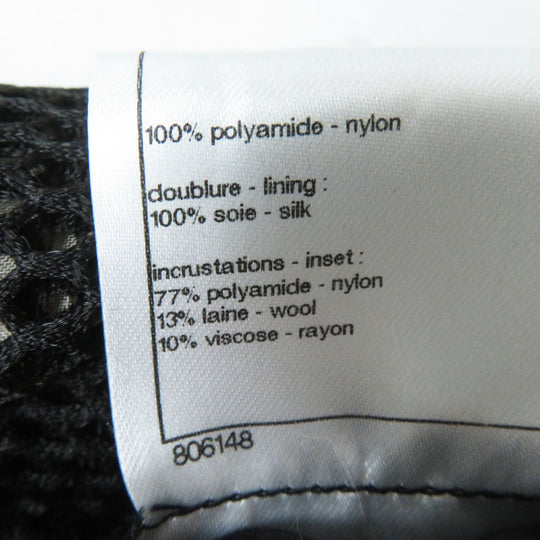 100% polyamide - nylon
doublure - lining :
100% soie - silk
incrustations - inset :
77% polyamide - nylon
13% laine - wool
10% viscose - rayon
806148